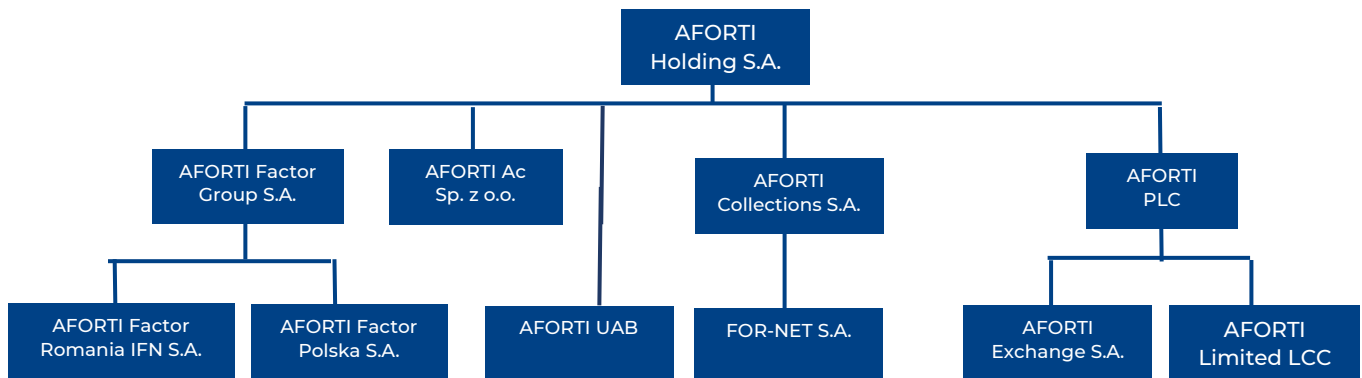 AFORTI
Holding S.A.
AFORTI Factor
Group S.A.
AFORTI Ac
Sp. z o.o.
AFORTI
Collections S.A.
AFORTI
PLC
AFORTI Factor
Romania IFN S.A.
AFORTI Factor
Polska S.A.
AFORTI UAB
FOR-NET S.A.
AFORTI
Exchange S.A.
AFORTI
Limited LCC